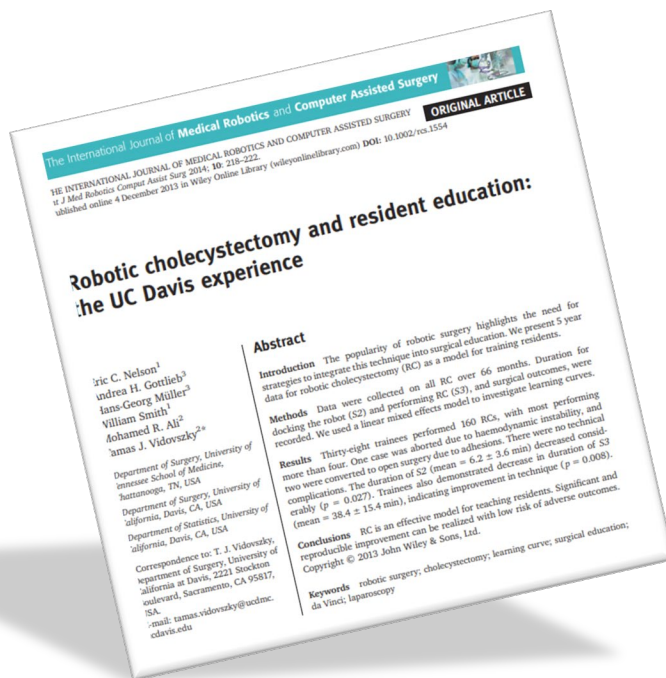 The International Journal of Medical Robotics and Computer Assisted Surgery
HE INTERNATIONAL JOURNAL OF MEDICAL ROBOTICS AND COMPUTER ASSISTED SURGERY
ORIGINAL ARTICLE
t J Med Robotics Comput Assist Surg 2014; 10: 218–222.
ublished online 4 December 2013 in Wiley Online Library (wileyonlinelibrary.com) DOI: 10.1002/rcs.1554
Robotic cholecystectomy and resident education:
the UC Davis experience
ric C. Nelson1
ndrea H. Gottlieb3
Hans-Georg Müller3
William Smith1
Mohamed R. Ali2
amas J. Vidovszky2*
Department of Surgery, University of
ennessee School of Medicine,
hattanooga, TN, USA
Department of Surgery, University of
alifornia, Davis, CA, USA
Department of Statistics, University of
alifornia, Davis, CA, USA
Correspondence to: T. J. Vidovszky,
epartment of Surgery, University of
alifornia at Davis, 2221 Stockton
oulevard, Sacramento, CA 95817,
SA.
-mail: tamas.vidovszky@ucdmc.
cdavis.edu
Abstract
Introduction The popularity of robotic surgery highlights the need for
strategies to integrate this technique into surgical education. We present 5 year
data for robotic cholecystectomy (RC) as a model for training residents.
Methods Data were collected on all RC over 66 months. Duration for
docking the robot (S2) and performing RC (S3), and surgical outcomes, were
recorded. We used a linear mixed effects model to investigate learning curves.
Results Thirty-eight trainees performed 160 RCs, with most performing
more than four. One case was aborted due to haemodynamic instability, and
two were converted to open surgery due to adhesions. There were no technical
complications. The duration of S2 (mean = 6.2 ± 3.6 min) decreased consid-
erably (p = 0.027). Trainees also demonstrated decrease in duration of S3
(mean = 38.4 ± 15.4 min), indicating improvement in technique (p = 0.008).
Conclusions RC is an effective model for teaching residents. Significant and
reproducible improvement can be realized with low risk of adverse outcomes.
Copyright © 2013 John Wiley & Sons, Ltd.
Keywords robotic surgery; cholecystectomy; learning curve; surgical education;
da Vinci; laparoscopy